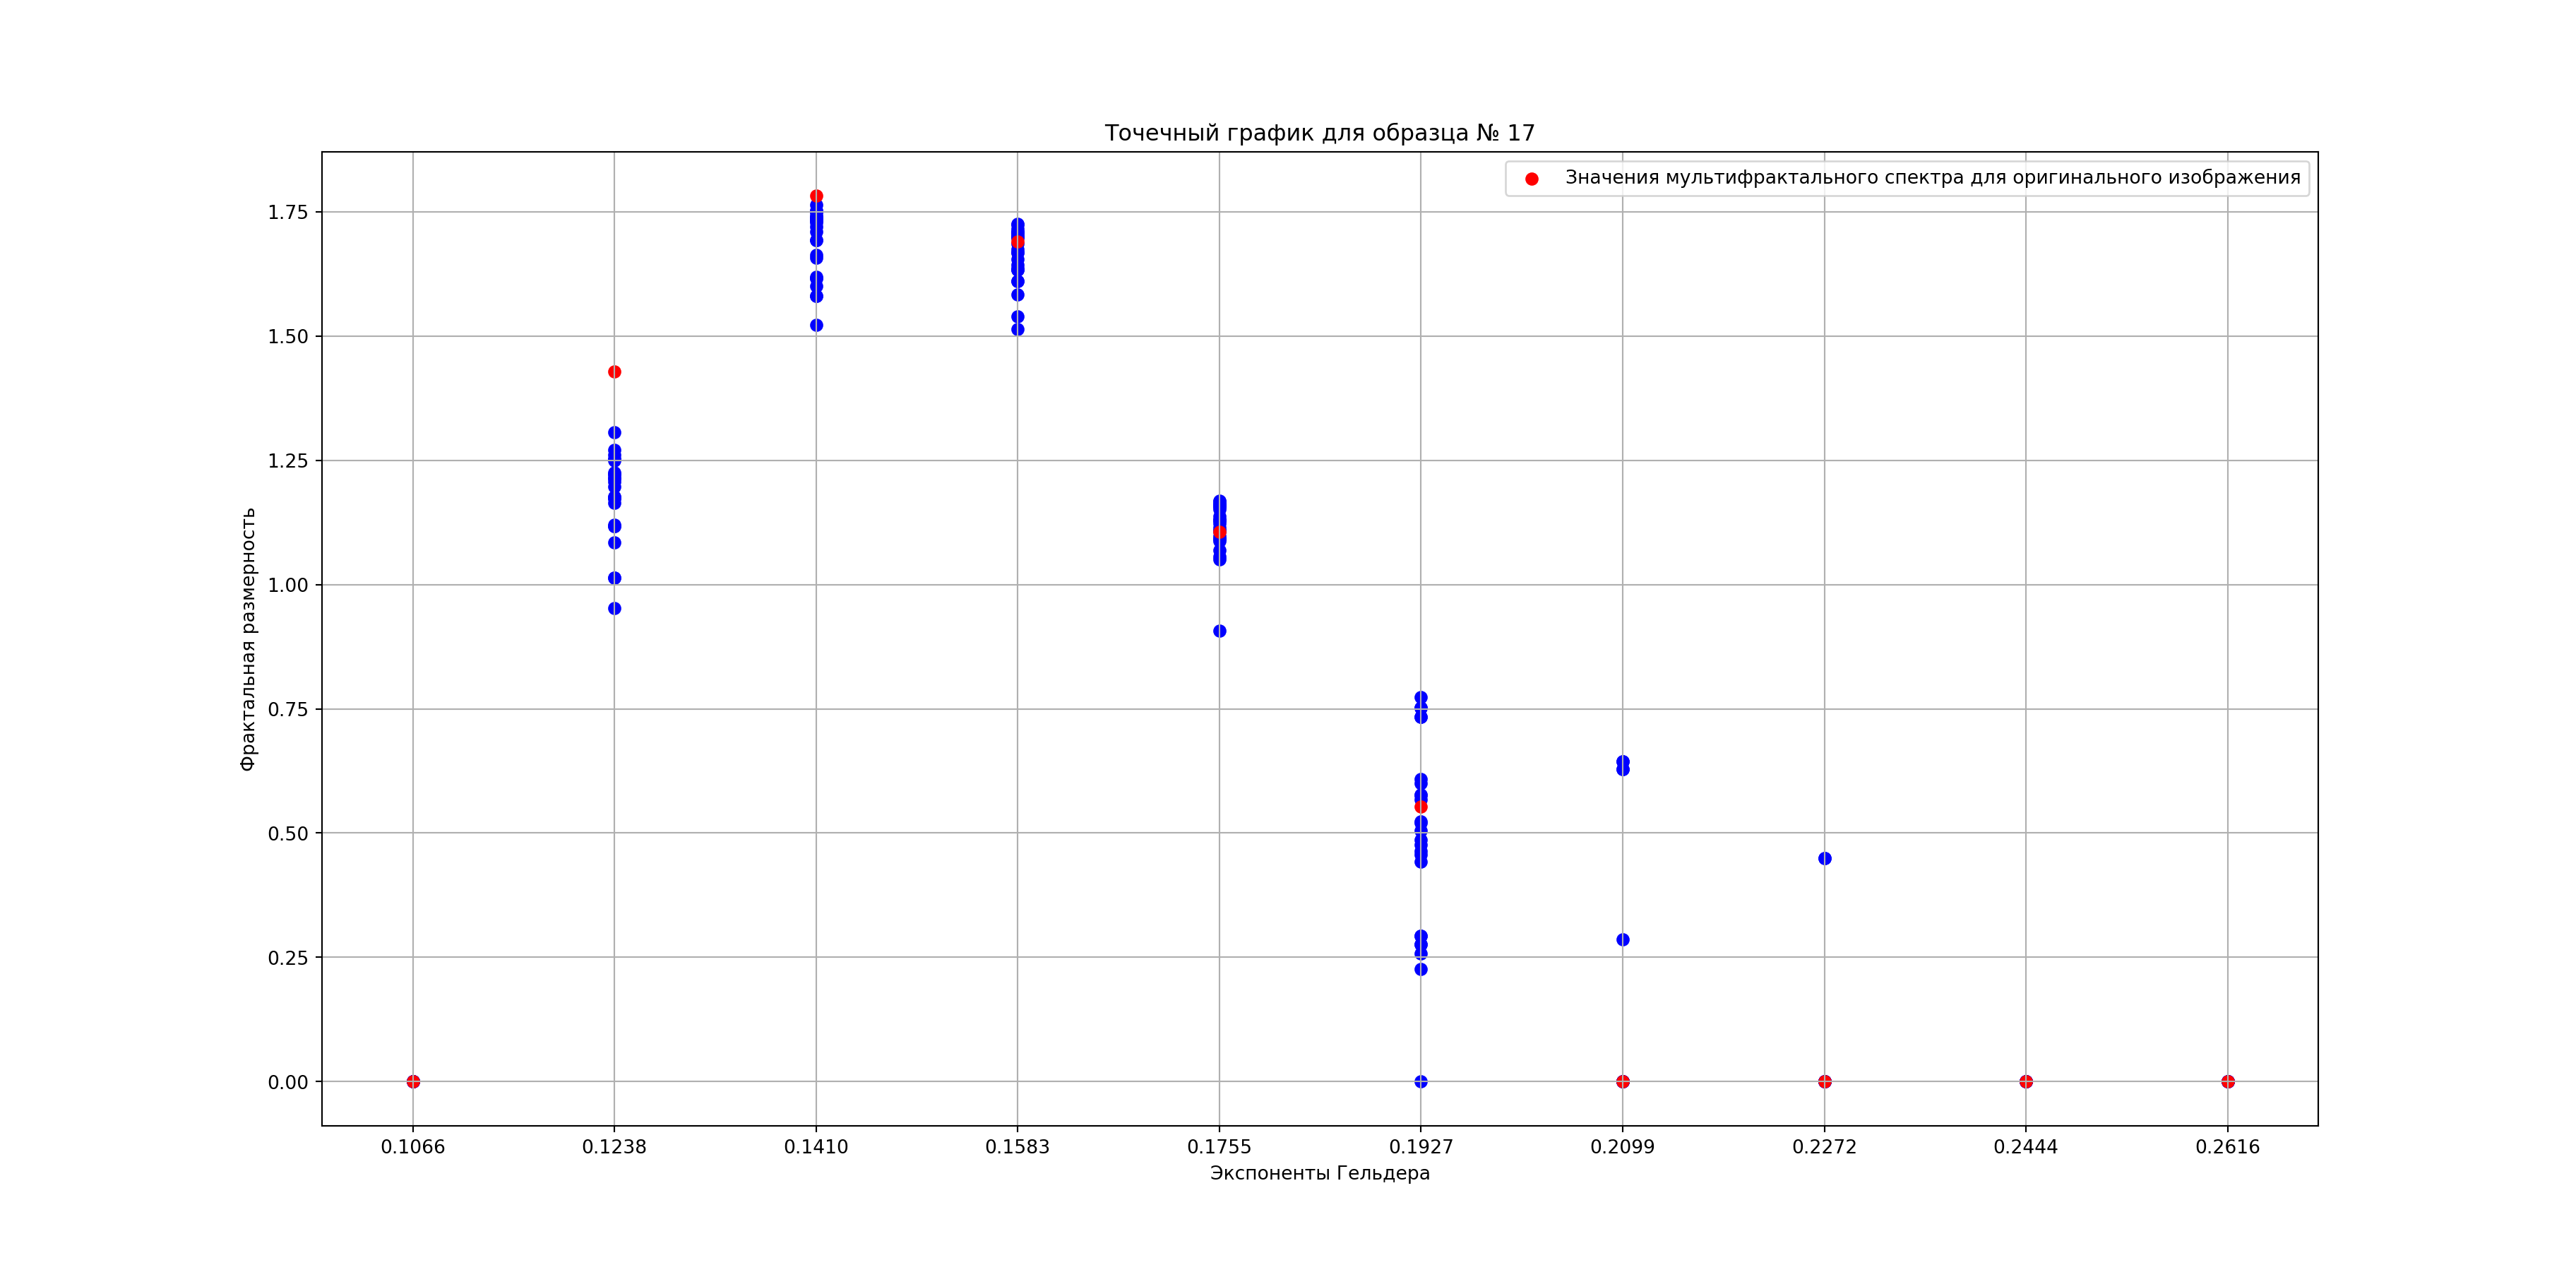 Точечный график для образца № 17
Значения мультифрактального спектра для оригинального изображения
Фрактальная размерность
1.75
1.50
1.25
1.00
0.75
0.50
0.25
0.00
0.1066 0.1238 0.1410 0.1583 0.1755 0.1927 0.2099 0.2272 0.2444 0.2616
Экспоненты Гельдера